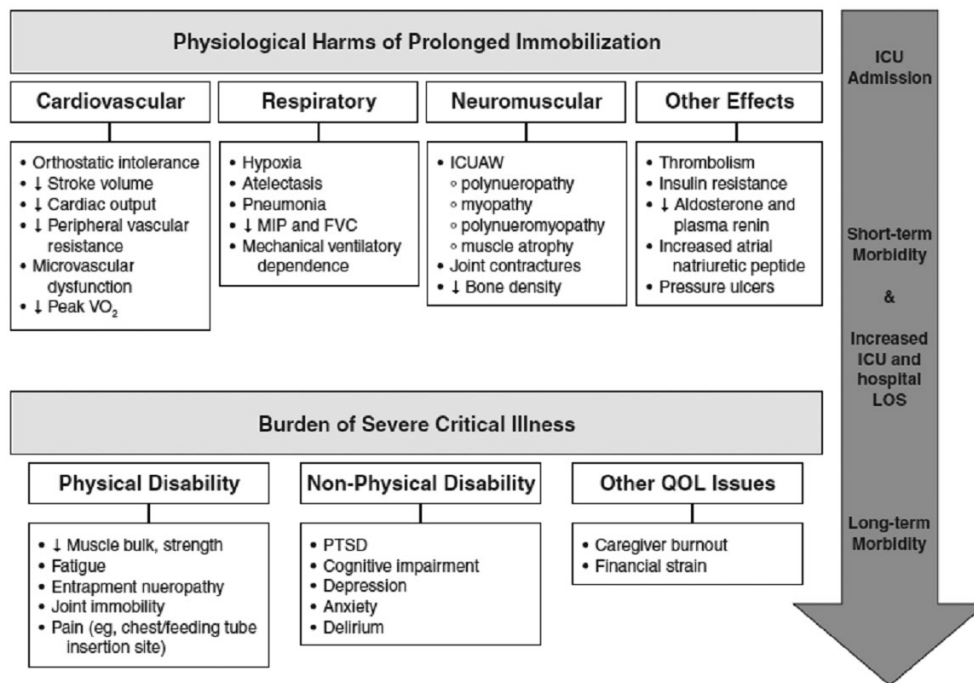 Physiological Harms of Prolonged Immobilization
Cardiovascular
• Orthostatic intolerance
• ↓ Stroke volume
• ↓ Cardiac output
• ↓ Peripheral vascular
resistance
• Microvascular
dysfunction
• ↓ Peak VO₂
Respiratory
• Hypoxia
• Atelectasis
• Pneumonia
• ↓ MIP and FVC
• Mechanical ventilatory
dependence
Neuromuscular
• ICUAW
◦ polynueropathy
◦ myopathy
◦ polynueromyopathy
◦ muscle atrophy
• Joint contractures
• ↓ Bone density
Other Effects
• Thrombolism
• Insulin resistance
• ↓ Aldosterone and
plasma renin
• Increased atrial
natriuretic peptide
• Pressure ulcers
Burden of Severe Critical Illness
Physical Disability
• ↓ Muscle bulk, strength
• Fatigue
• Entrapment nueropathy
• Joint immobility
• Pain (eg, chest/feeding tube
insertion site)
Non-Physical Disability
• PTSD
• Cognitive impairment
• Depression
• Anxiety
• Delirium
Other QOL Issues
• Caregiver burnout
• Financial strain
ICU
Admission
Short-term
Morbidity
&
Increased
ICU and
hospital
LOS
Long-term
Morbidity